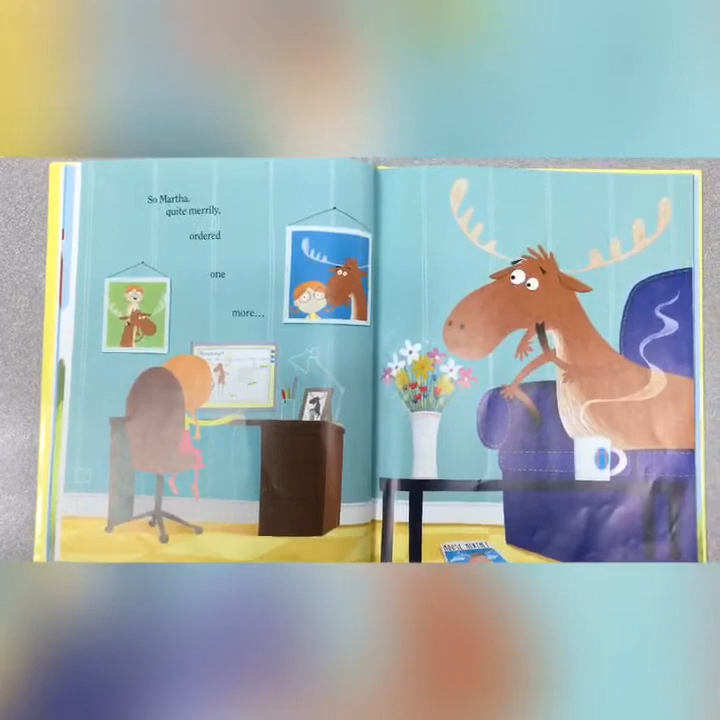 So Martha,
quite merrily,
ordered
one
more...